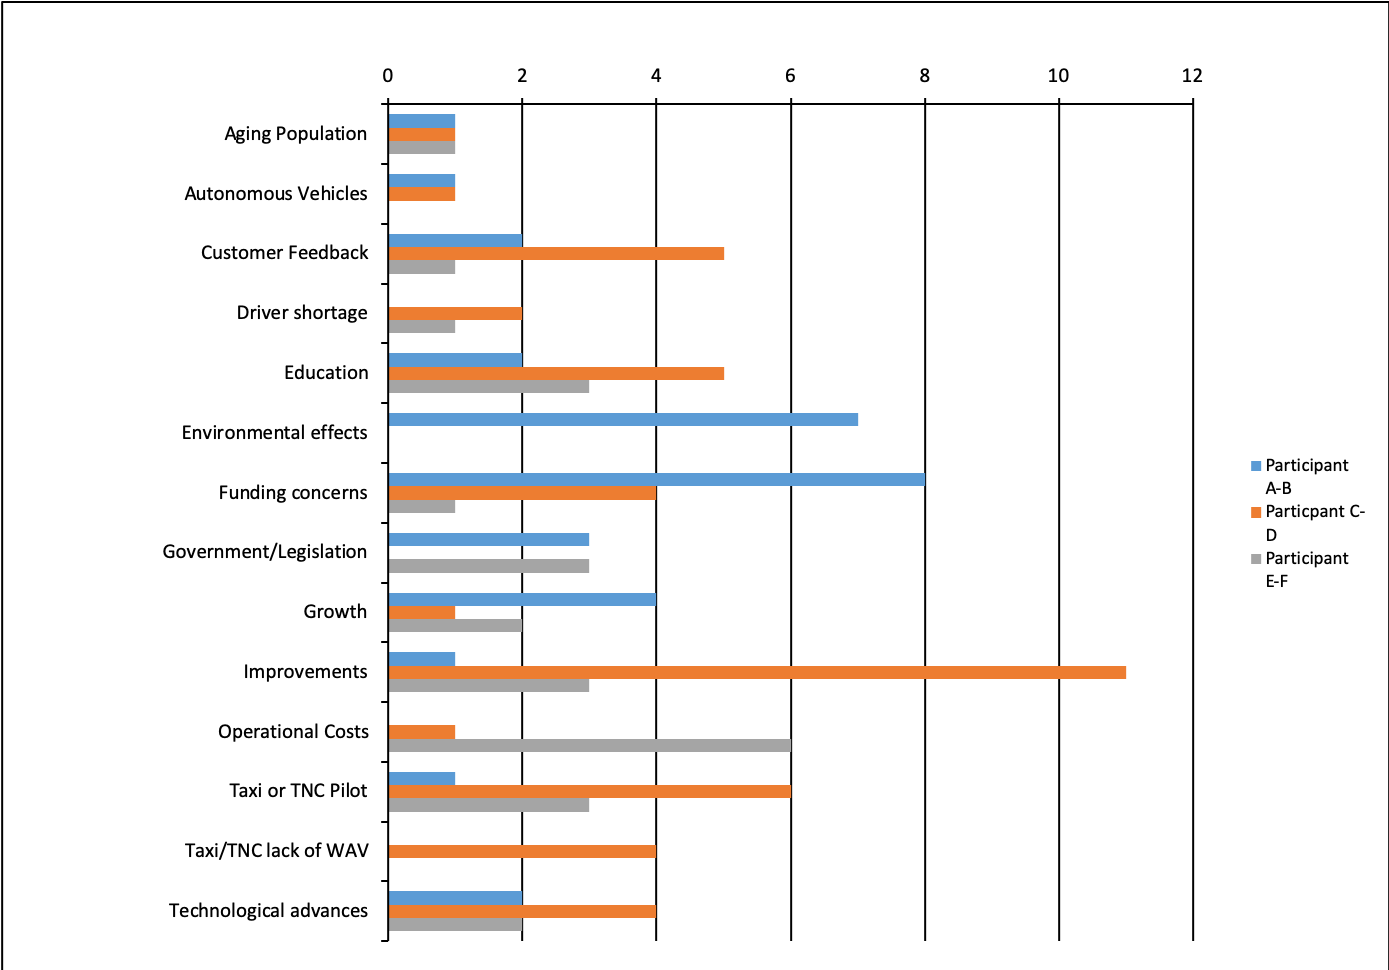 0 2 4 6 8 10 12
Aging Population
Autonomous Vehicles
Customer Feedback
Driver shortage
Education
Environmental effects
Funding concerns
Government/Legislation
Growth
Improvements
Operational Costs
Taxi or TNC Pilot
Taxi/TNC lack of WAV
Technological advances
Participant
A-B
Particpant C-
D
Participant
E-F